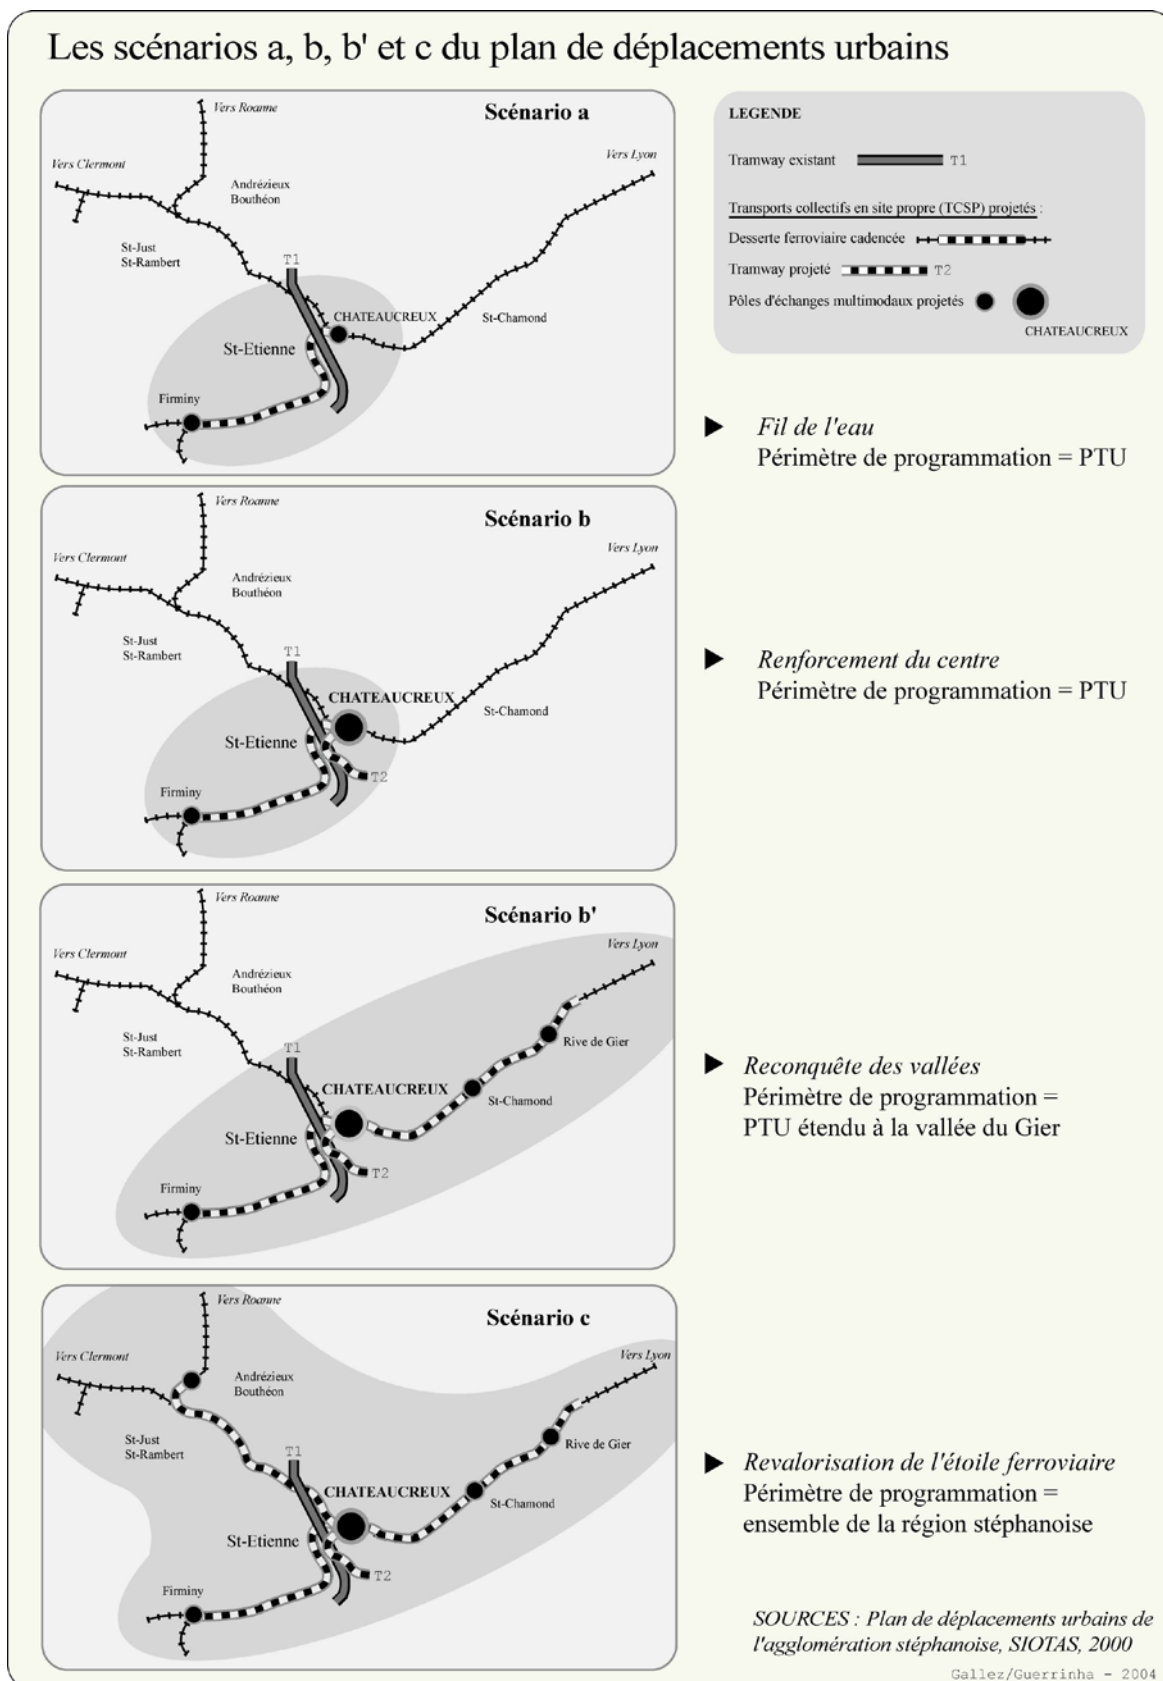 Les scénarios a, b, b' et c du plan de déplacements urbains
Scénario a
Vers Roanne
Vers Clermont
Vers Lyon
Andrézieux
Bouthéon
St-Just
St-Rambert
T1
CHATEAUCREUX
St-Chamond
St-Etienne
Firminy
LEGENDE
Tramway existant T1
Transports collectifs en site propre (TCSP) projetés :
Desserte ferroviaire cadencée
Tramway projeté T2
Pôles d'échanges multimodaux projetés
CHATEAUCREUX
Fil de l'eau
Périmètre de programmation = PTU
Scénario b
Vers Roanne
Vers Clermont
Vers Lyon
Andrézieux
Bouthéon
St-Just
St-Rambert
T1
CHATEAUCREUX
St-Chamond
St-Etienne
T2
Firminy
Renforcement du centre
Périmètre de programmation = PTU
Scénario b'
Vers Roanne
Vers Clermont
Vers Lyon
Andrézieux
Bouthéon
St-Just
St-Rambert
T1
Rive de Gier
CHATEAUCREUX
St-Chamond
St-Etienne
T2
Firminy
Reconquête des vallées
Périmètre de programmation =
PTU étendu à la vallée du Gier
Scénario c
Vers Roanne
Vers Clermont
Vers Lyon
Andrézieux
Bouthéon
St-Just
St-Rambert
T1
Rive de Gier
CHATEAUCREUX
St-Chamond
St-Etienne
T2
Firminy
Revalorisation de l'étoile ferroviaire
Périmètre de programmation =
ensemble de la région stéphanoise
SOURCES : Plan de déplacements urbains de
l'agglomération stéphanoise, SIOTAS, 2000
Gallez/Guerrinha - 2004